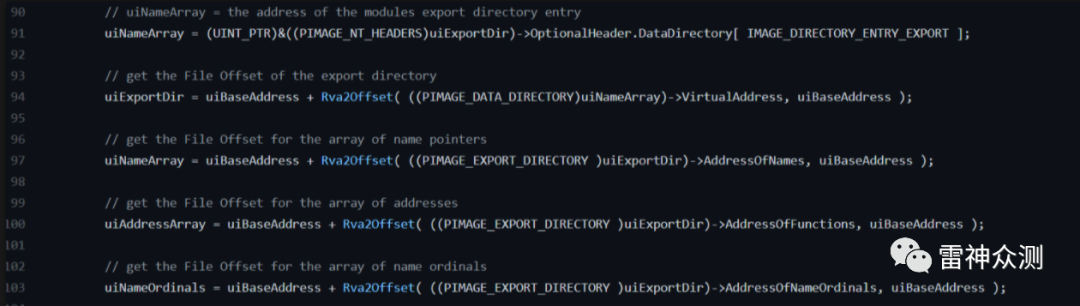 90 // uiNameArray = the address of the modules export directory entry
91 uiNameArray = (UINT_PTR)&((PIMAGE_NT_HEADERS)uiExportDir)->OptionalHeader.DataDirectory[ IMAGE_DIRECTORY_ENTRY_EXPORT ];
92
93 // get the File Offset of the export directory
94 uiExportDir = uiBaseAddress + Rva2Offset( ((PIMAGE_DATA_DIRECTORY)uiNameArray)->VirtualAddress, uiBaseAddress );
95
96 // get the File Offset for the array of name pointers
97 uiNameArray = uiBaseAddress + Rva2Offset( ((PIMAGE_EXPORT_DIRECTORY )uiExportDir)->AddressOfNames, uiBaseAddress );
98
99 // get the File Offset for the array of addresses
100 uiAddressArray = uiBaseAddress + Rva2Offset( ((PIMAGE_EXPORT_DIRECTORY )uiExportDir)->AddressOfFunctions, uiBaseAddress );
101
102 // get the File Offset for the array of name ordinals
103 uiNameOrdinals = uiBaseAddress + Rva2Offset( ((PIMAGE_EXPORT_DIRECTORY )uiExportDir)->AddressOfNameOrdinals, uiBaseAddress );
雷神众测